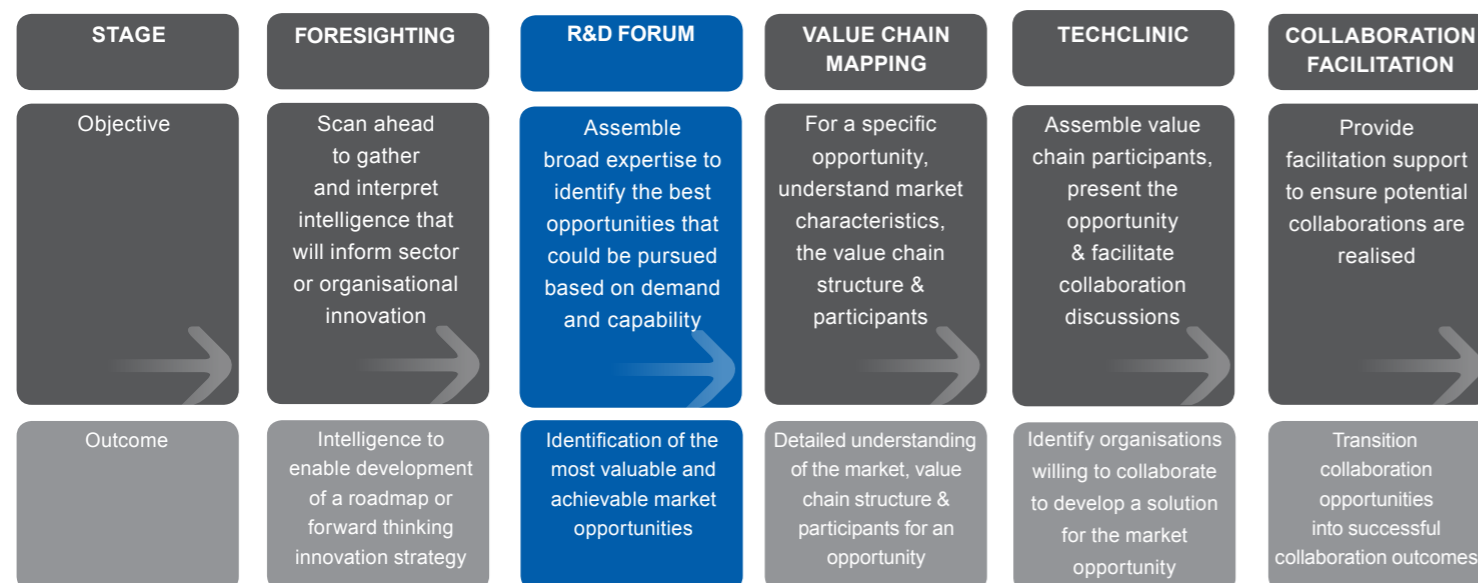 STAGE
FORESIGHTING
R&D FORUM
VALUE CHAIN
MAPPING
TECHCLINIC
COLLABORATION
FACILITATION
Objective
Scan ahead
to gather
and interpret
intelligence that
will inform sector
or organisational
innovation
Assemble
broad expertise to
identify the best
opportunities that
could be pursued
based on demand
and capability
For a specific
opportunity,
understand market
characteristics,
the value chain
structure &
participants
Assemble value
chain participants,
present the
opportunity
& facilitate
collaboration
discussions
Provide
facilitation support
to ensure potential
collaborations are
realised
Outcome
Intelligence to
enable development
of a roadmap or
forward thinking
innovation strategy
Identification of the
most valuable and
achievable market
opportunities
Detailed understanding
of the market, value
chain structure &
participants for an
opportunity
Identify organisations
willing to collaborate
to develop a solution
for the market
opportunity
Transition
collaboration
opportunities
into successful
collaboration outcomes